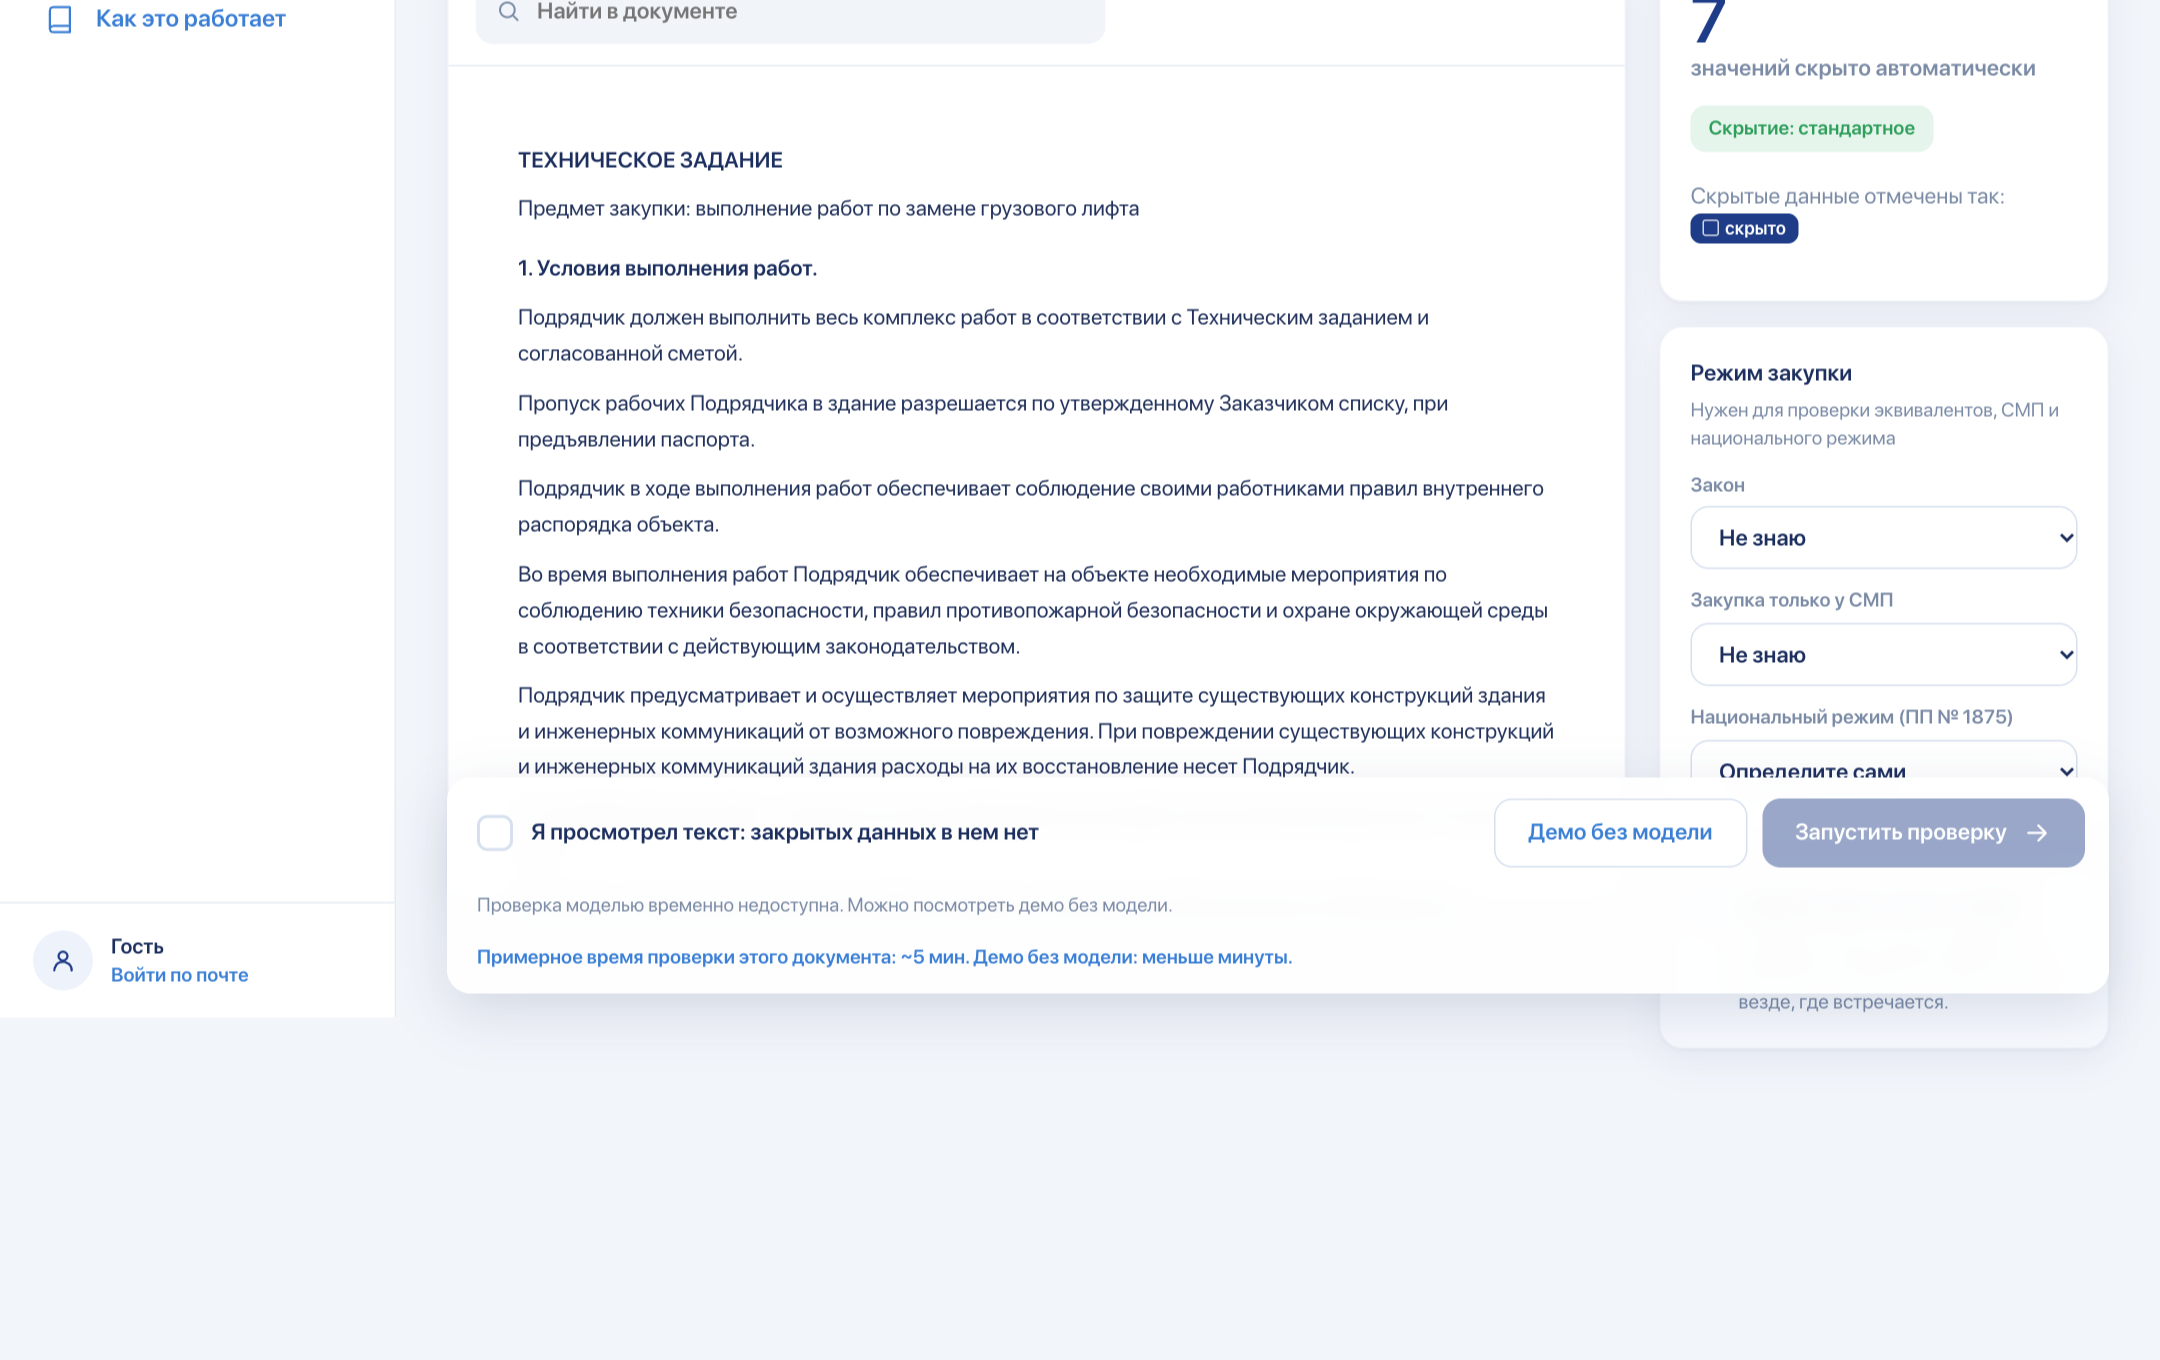 Как это работает
Найти в документе
ТЕХНИЧЕСКОЕ ЗАДАНИЕ
Предмет закупки: выполнение работ по замене грузового лифта
1. Условия выполнения работ.
Подрядчик должен выполнить весь комплекс работ в соответствии с Техническим заданием и
согласованной сметой.
Пропуск рабочих Подрядчика в здание разрешается по утвержденному Заказчиком списку, при
предъявлении паспорта.
Подрядчик в ходе выполнения работ обеспечивает соблюдение своими работниками правил внутреннего
распорядка объекта.
Во время выполнения работ Подрядчик обеспечивает на объекте необходимые мероприятия по
соблюдению техники безопасности, правил противопожарной безопасности и охране окружающей среды
в соответствии с действующим законодательством.
Подрядчик предусматривает и осуществляет мероприятия по защите существующих конструкций здания
и инженерных коммуникаций от возможного повреждения. При повреждении существующих конструкций
и инженерных коммуникаций здания расходы на их восстановление несет Подрядчик.
7
значений скрыто автоматически
Скрытие: стандартное
Скрытые данные отмечены так:
скрыто
Режим закупки
Нужен для проверки эквивалентов, СМП и
национального режима
Закон
Не знаю
Закупка только у СМП
Не знаю
Национальный режим (ПП № 1875)
Определите сами
везде, где встречается.
Я просмотрел текст: закрытых данных в нем нет
Демо без модели
Запустить проверку
Проверка моделью временно недоступна. Можно посмотреть демо без модели.
Примерное время проверки этого документа: ~5 мин. Демо без модели: меньше минуты.
Гость
Войти по почте